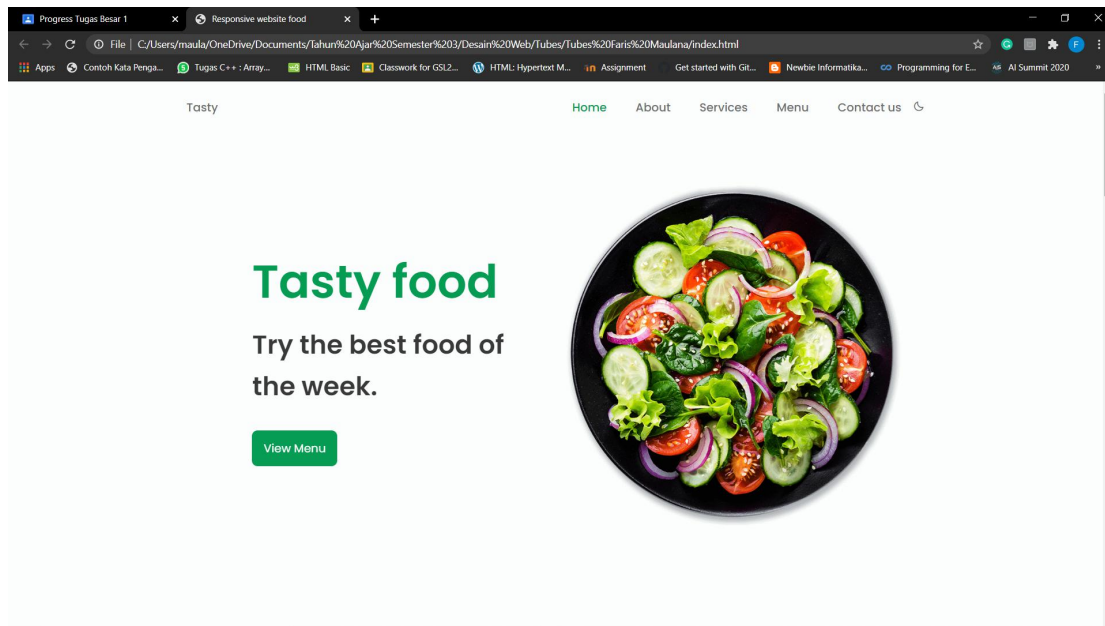 Progress Tugas Besar 1
Responsive website food
File | C:/Users/maula/OneDrive/Documents/Tahun%20Ajar%20Semester%203/Desain%20Web/Tubes/Tubes%20Faris%20Maulana/index.html
F
Apps Contoh Kata Penga... Tugas C++ : Array... HTML Basic Classwork for GSL2... HTML: Hypertext M... Assignment Get started with Git... Newbie Informatika... Programming for E... AS AI Summit 2020 »
Tasty Home About Services Menu Contact us
Tasty food
Try the best food of
the week.
View Menu